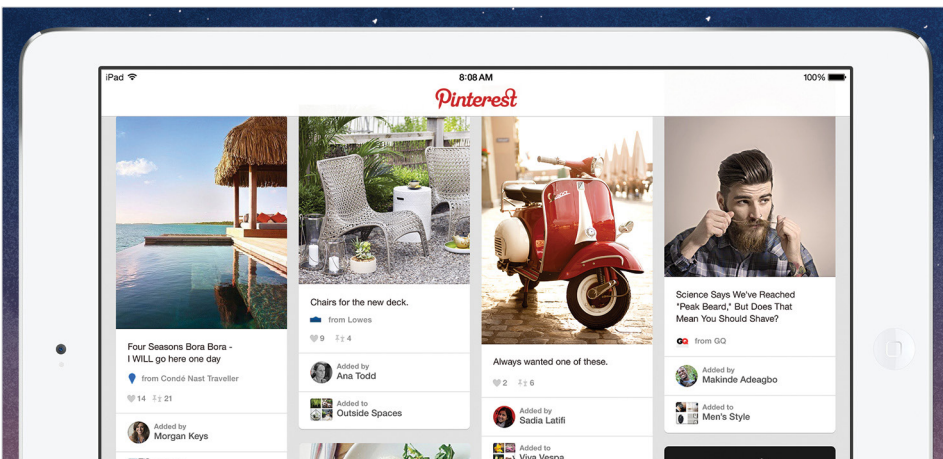 iPad
8:08 AM
100%
Pinterest
Four Seasons Bora Bora -
I WILL go here one day
from Condé Nast Traveller
14 21
Added by
Morgan Keys
Chairs for the new deck.
from Lowes
9 4
Added by
Ana Todd
Added to
Outside Spaces
Always wanted one of these.
2 6
Added by
Sadia Latifi
Added to
Viva Vespa
Science Says We've Reached
"Peak Beard," But Does That
Mean You Should Shave?
GQ from GQ
Added by
Makinde Adeagbo
Added to
Men's Style